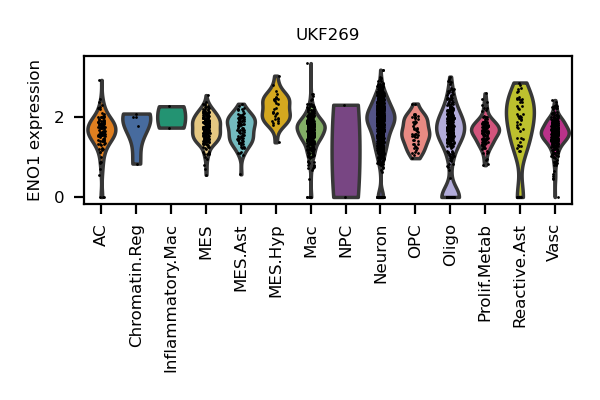 UKF269
ENO1 expression
2
0
AC
Chromatin.Reg
Inflammatory.Mac
MES
MES.Ast
MES.Hyp
Mac
NPC
Neuron
OPC
Oligo
Prolif.Metab
Reactive.Ast
Vasc